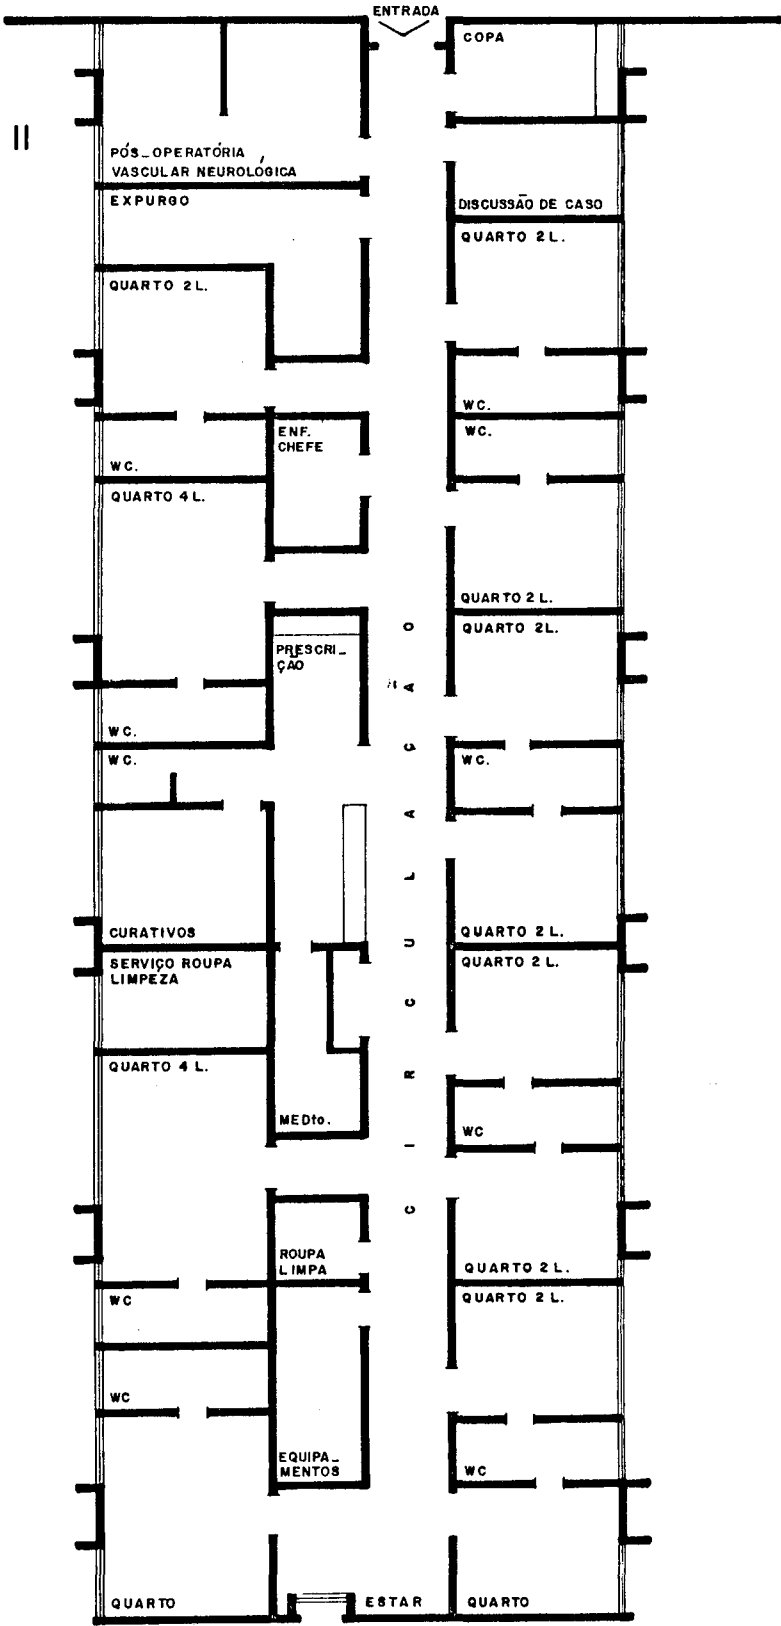 ENTRADA
COPA
II
PÓS_OPERATÓRIA
VASCULAR NEUROLÓGICA
EXPURGO
DISCUSSÃO DE CASO
QUARTO 2 L.
QUARTO 2 L.
WC.
WC.
ENF.
CHEFE
WC.
QUARTO 4 L.
QUARTO 2 L.
QUARTO 2L.
PRESCRI_
ÇÃO
WC.
WC.
WC.
CURATIVOS
SERVIÇO ROUPA
LIMPEZA
QUARTO 2 L.
QUARTO 2 L.
CIRCULAÇÃO
QUARTO 4 L.
MEDto.
WC
ROUPA
LIMPA
QUARTO 2 L.
QUARTO 2 L.
WC
WC
EQUIPA_
MENTOS
WC
QUARTO
ESTAR
QUARTO